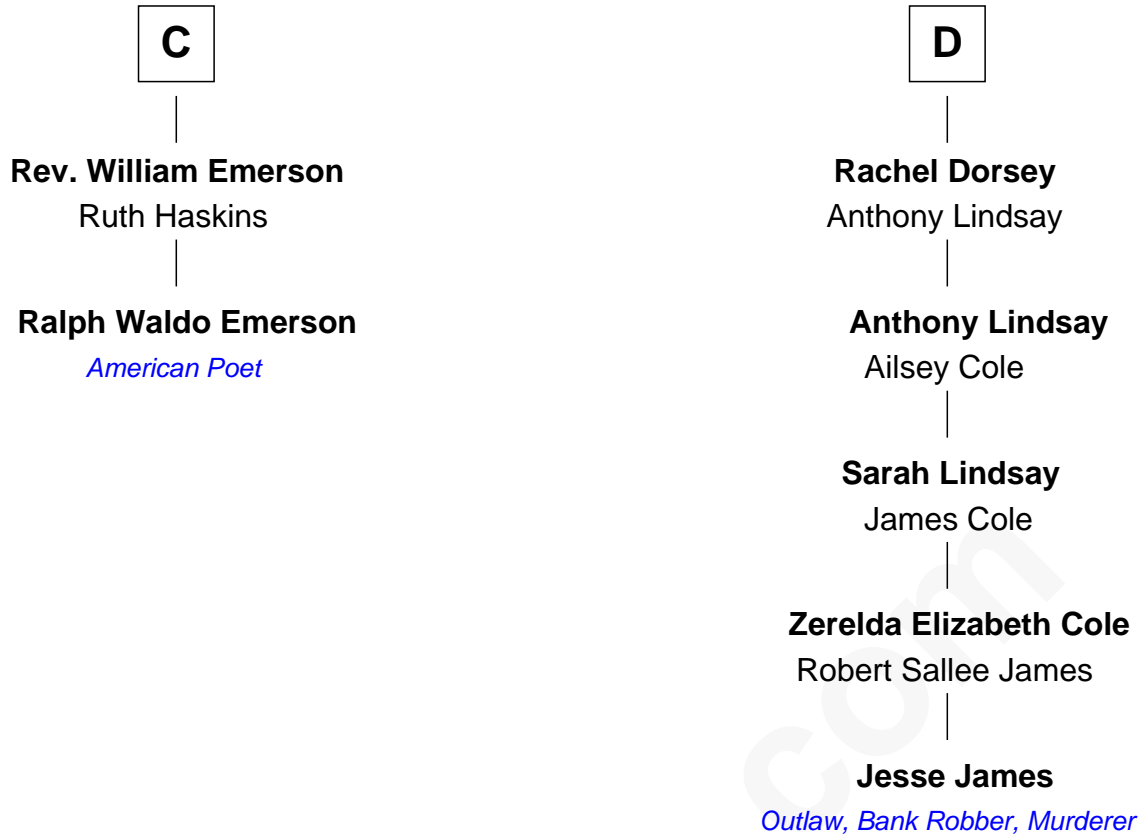 C
Rev. William Emerson
Ruth Haskins
Ralph Waldo Emerson
American Poet
D
Rachel Dorsey
Anthony Lindsay
Anthony Lindsay
Ailsey Cole
Sarah Lindsay
James Cole
Zerelda Elizabeth Cole
Robert Sallee James
Jesse James
Outlaw, Bank Robber, Murderer
com